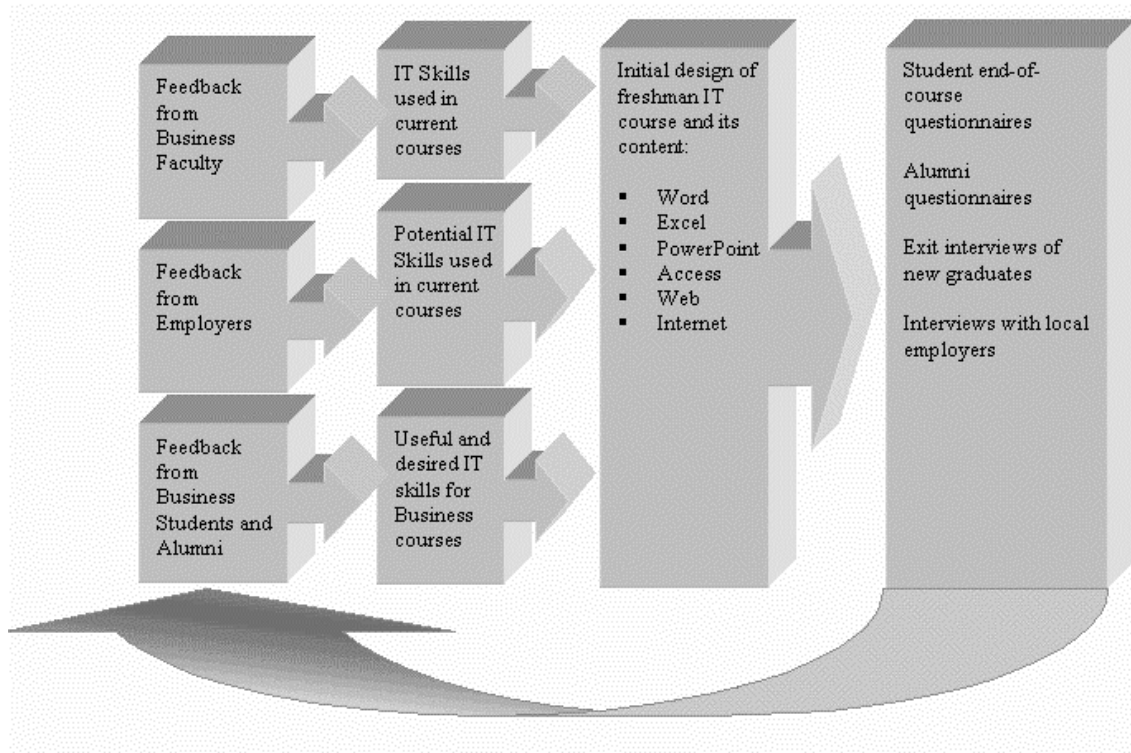 Feedback
from
Business
Faculty
IT Skills
used in
current
courses
Feedback
from
Employers
Potential IT
Skills used
in current
courses
Feedback
from
Business
Students and
Alumni
Useful and
desired IT
skills for
Business
courses
Initial design of
freshman IT
course and its
content:
▪ Word
▪ Excel
▪ PowerPoint
▪ Access
▪ Web
▪ Internet
Student end-of-
course
questionnaires
Alumni
questionnaires
Exit interviews of
new graduates
Interviews with local
employers